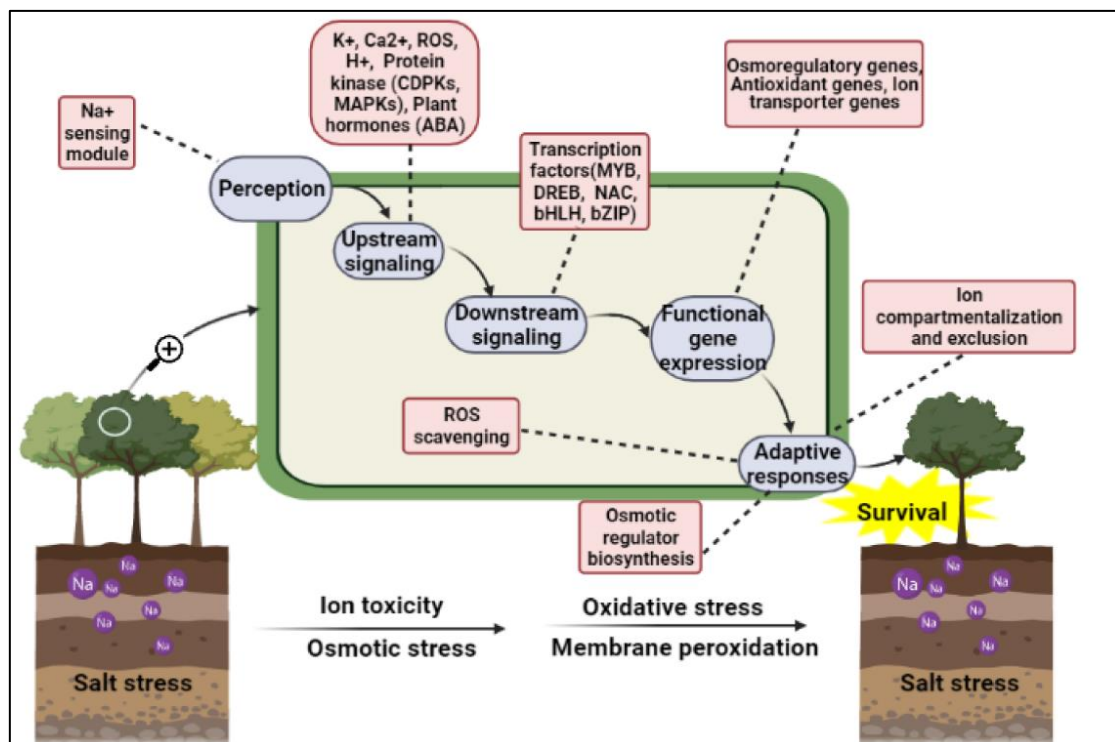 Na+
sensing
module
K+, Ca2+, ROS,
H+, Protein
kinase (CDPKs,
MAPKs), Plant
hormones (ABA)
Osmoregulatory genes,
Antioxidant genes, Ion
transporter genes
Transcription
factors(MYB,
DREB, NAC,
bHLH, bZIP)
Perception
Upstream
signaling
Downstream
signaling
Functional
gene
expression
Ion
compartmentalization
and exclusion
ROS
scavenging
Adaptive
responses
Osmotic
regulator
biosynthesis
Survival
Na
Na
Na
Na
Na
Na
Salt stress
Ion toxicity
Osmotic stress
Oxidative stress
Membrane peroxidation
Na
Na
Na
Na
Na
Na
Salt stress